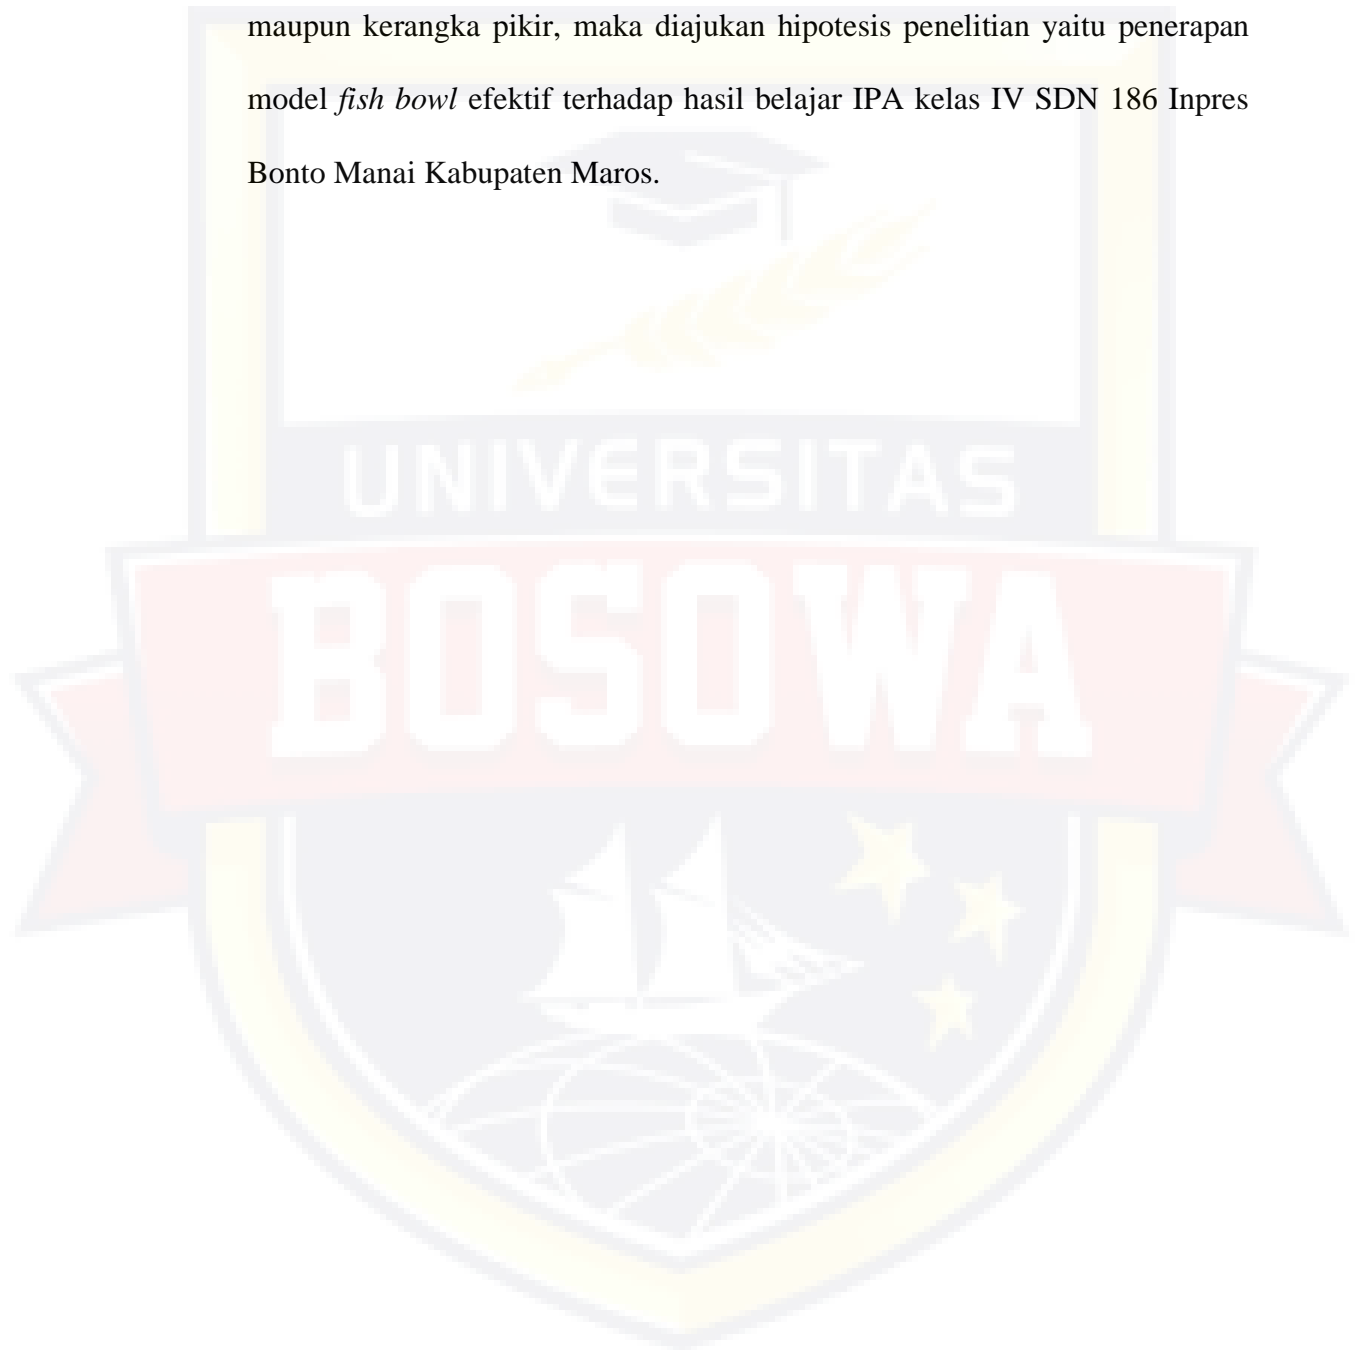 maupun kerangka pikir, maka diajukan hipotesis penelitian yaitu penerapan
model fish bowl efektif terhadap hasil belajar IPA kelas IV SDN 186 Inpres
Bonto Manai Kabupaten Maros.
UNIVERSITAS
BOSOWA